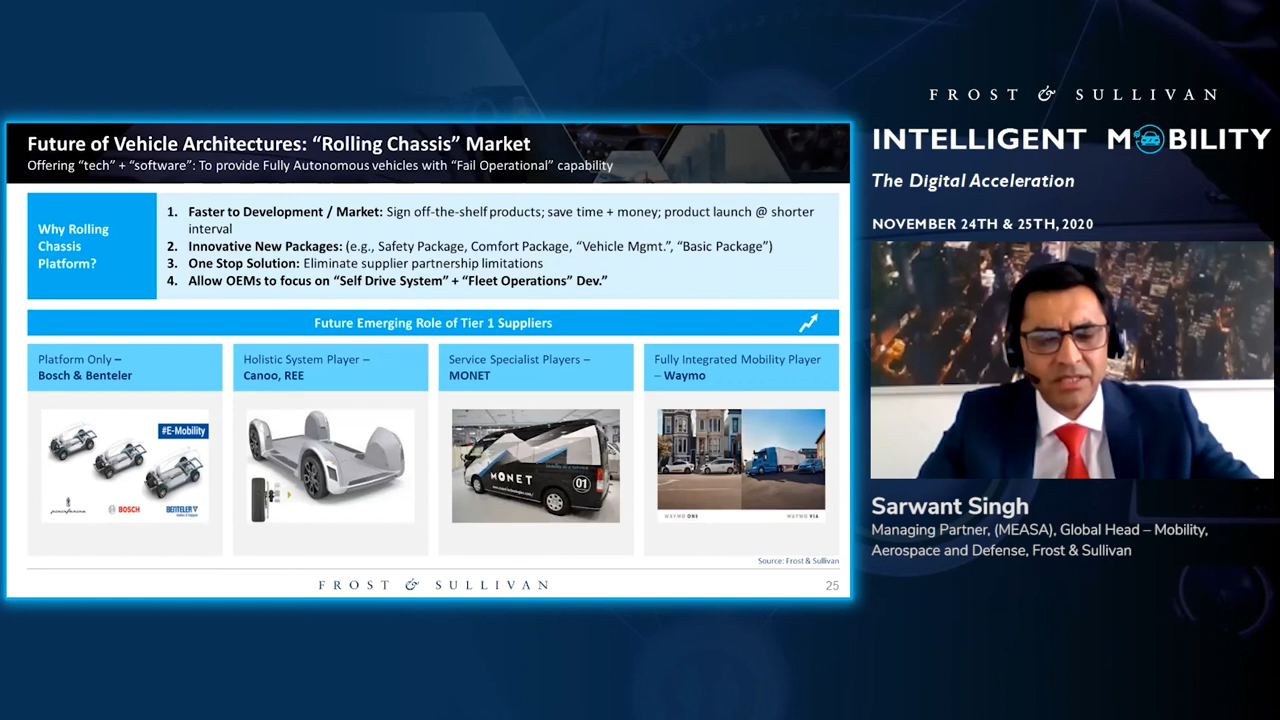 Future of Vehicle Architectures: “Rolling Chassis” Market
Offering “tech” + “software”: To provide Fully Autonomous vehicles with “Fail Operational” capability
Why Rolling
Chassis
Platform?
1. Faster to Development / Market: Sign off-the-shelf products; save time + money; product launch @ shorter
interval
2. Innovative New Packages: (e.g., Safety Package, Comfort Package, “Vehicle Mgmt.”, “Basic Package”)
3. One Stop Solution: Eliminate supplier partnership limitations
4. Allow OEMs to focus on “Self Drive System” + “Fleet Operations” Dev.”
Future Emerging Role of Tier 1 Suppliers
Platform Only –
Bosch & Benteler
#E-Mobility
pininfarina
BOSCH
BENTELER
Holistic System Player –
Canoo, REE
Service Specialist Players –
MONET
MONET
01
Fully Integrated Mobility Player
– Waymo
WAYMO ONE
WAYMO VIA
Source: Frost & Sullivan
FROST & SULLIVAN
25
FROST & SULLIVAN
INTELLIGENT MOBILITY
The Digital Acceleration
NOVEMBER 24TH & 25TH, 2020
Sarwant Singh
Managing Partner, (MEASA), Global Head – Mobility,
Aerospace and Defense, Frost & Sullivan